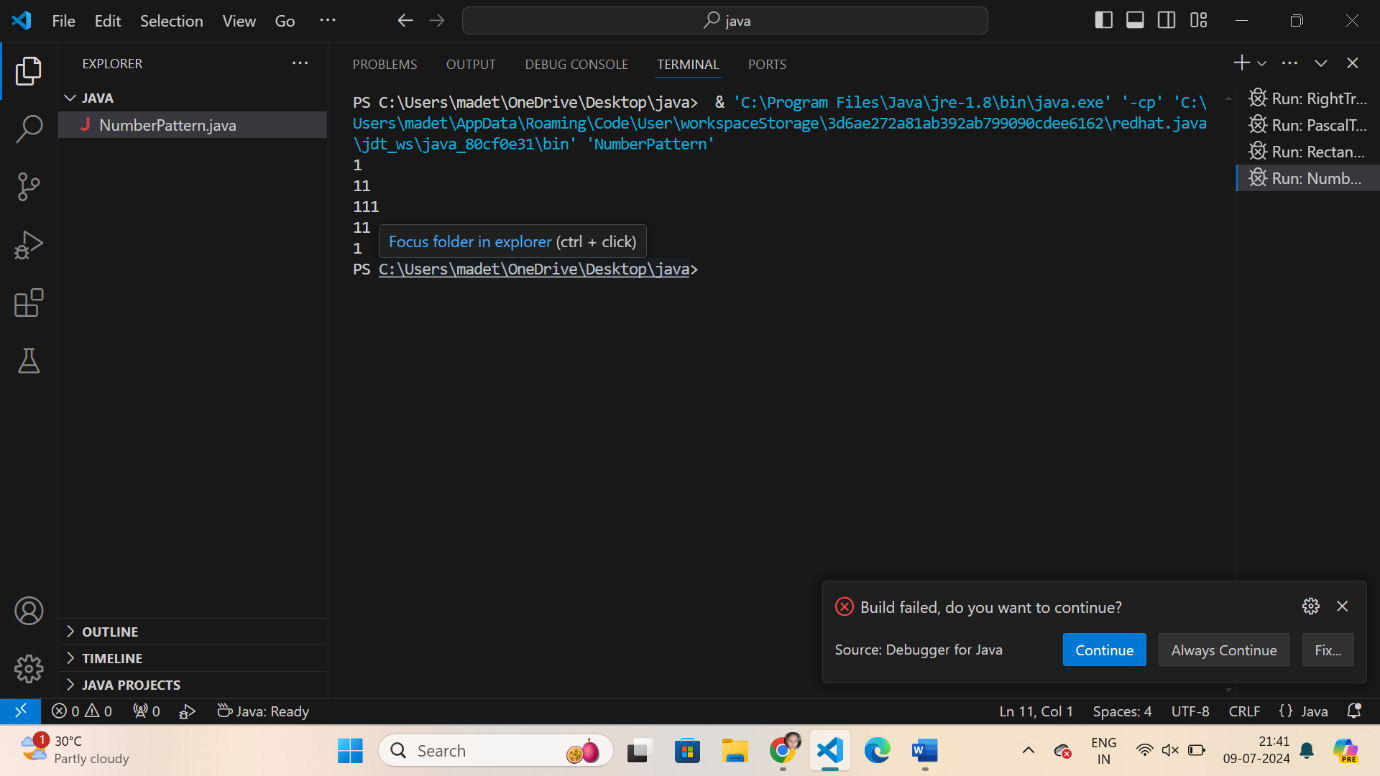 File Edit Selection View Go ···
java
EXPLORER ···
JAVA
J NumberPattern.java
OUTLINE
TIMELINE
JAVA PROJECTS
PROBLEMS OUTPUT DEBUG CONSOLE TERMINAL PORTS
PS C:\Users\madet\OneDrive\Desktop\java>  & 'C:\Program Files\Java\jre-1.8\bin\java.exe' '-cp' 'C:\
Users\madet\AppData\Roaming\Code\User\workspaceStorage\3d6ae272a81ab392ab799090cdee6162\redhat.java
\jdt_ws\java_80cf0e31\bin' 'NumberPattern'
1
11
111
11
1
Focus folder in explorer (ctrl + click)
PS C:\Users\madet\OneDrive\Desktop\java>
Run: RightTr...
Run: PascalT...
Run: Rectan...
Run: Numb...
Build failed, do you want to continue?
Source: Debugger for Java
Continue Always Continue Fix...
0 0 0 Java: Ready Ln 11, Col 1 Spaces: 4 UTF-8 CRLF {} Java
1
30°C
Partly cloudy
Search
W
PRE
ENG
IN
21:41
09-07-2024